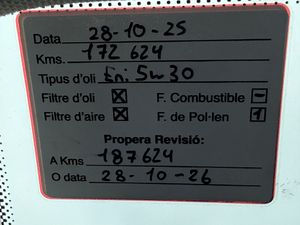 Data 28-10-25
Kms. 172 624
Tipus d'oli Eni 5w30
Filtre d'oli X F. Combustible -
Filtre d'aire X F. de Pol·len 1
Propera Revisió:
A Kms 187624
O data 28-10-26